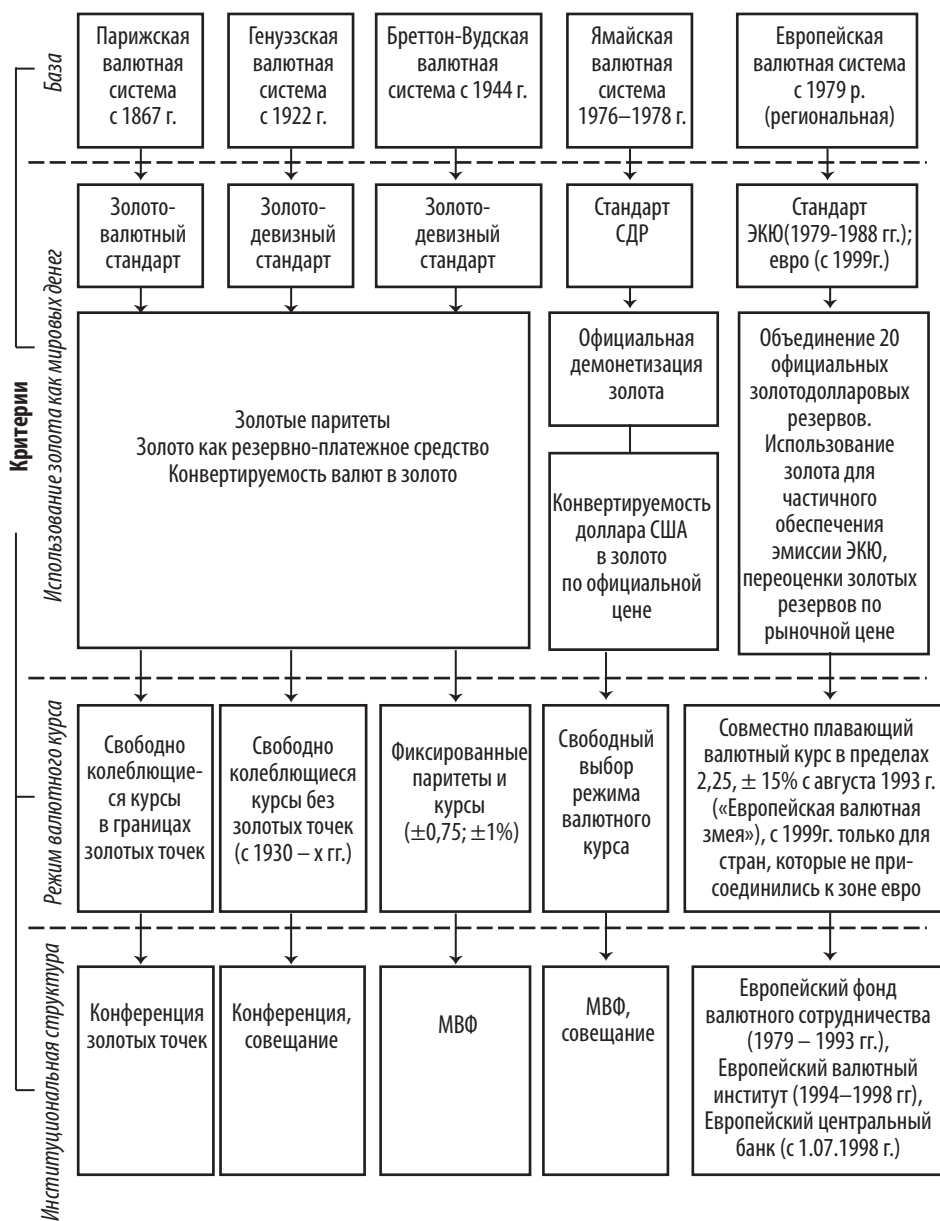 Критерии
База
Парижская
валютная
система
с 1867 г.
Генуэзская
валютная
система
с 1922 г.
Бреттон-Вудская
валютная
система с 1944 г.
Ямайская
валютная
система
1976–1978 г.
Европейская
валютная система
с 1979 р.
(региональная)
Использование золота как мировых денег
Золото-
валютный
стандарт
Золото-
девизный
стандарт
Золото-
девизный
стандарт
Стандарт
СДР
Стандарт
ЭКЮ(1979-1988 гг.);
евро (с 1999г.)
Золотые паритеты
Золото как резервно-платежное средство
Конвертируемость валют в золото
Официальная
демонетизация
золота
Конвертируемость
доллара США
в золото
по официальной
цене
Объединение 20
официальных
золотодолларовых
резервов.
Использование
золота для
частичного
обеспечения
эмиссии ЭКЮ,
переоценки золотых
резервов по
рыночной цене
Режим валютного курса
Свободно
колеблющие-
ся курсы
в границах
золотых точек
Свободно
колеблющиеся
курсы без
золотых точек
(с 1930 – х гг.)
Фиксированные
паритеты и
курсы
(±0,75; ±1%)
Свободный
выбор
режима
валютного
курса
Совместно плавающий
валютный курс в пределах
2,25, ± 15% с августа 1993 г.
(«Европейская валютная
змея»), с 1999г. только для
стран, которые не при-
соединились к зоне евро
Институциональная структура
Конференция
золотых точек
Конференция,
совещание
МВФ
МВФ,
совещание
Европейский фонд
валютного сотрудничества
(1979 – 1993 гг.),
Европейский валютный
институт (1994–1998 гг),
Европейский центральный
банк (с 1.07.1998 г.)